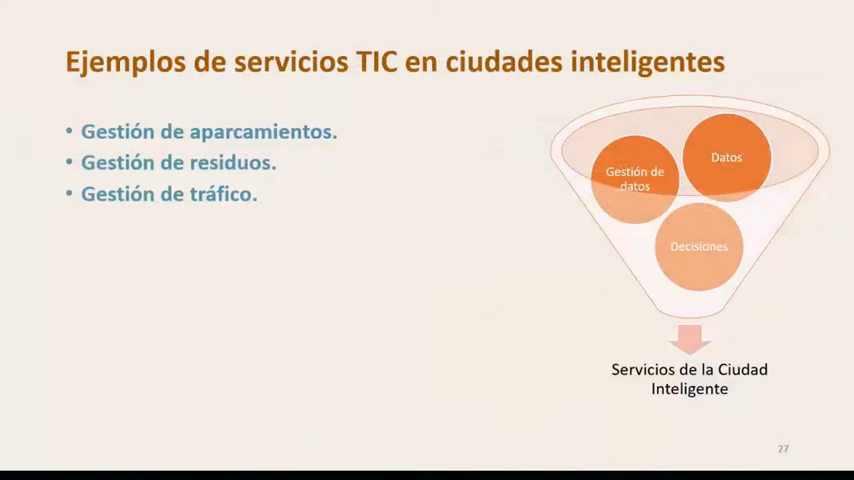 Ejemplos de servicios TIC en ciudades inteligentes
• Gestión de aparcamientos.
• Gestión de residuos.
• Gestión de tráfico.
Datos
Gestión de
datos
Decisiones
Servicios de la Ciudad
Inteligente
27